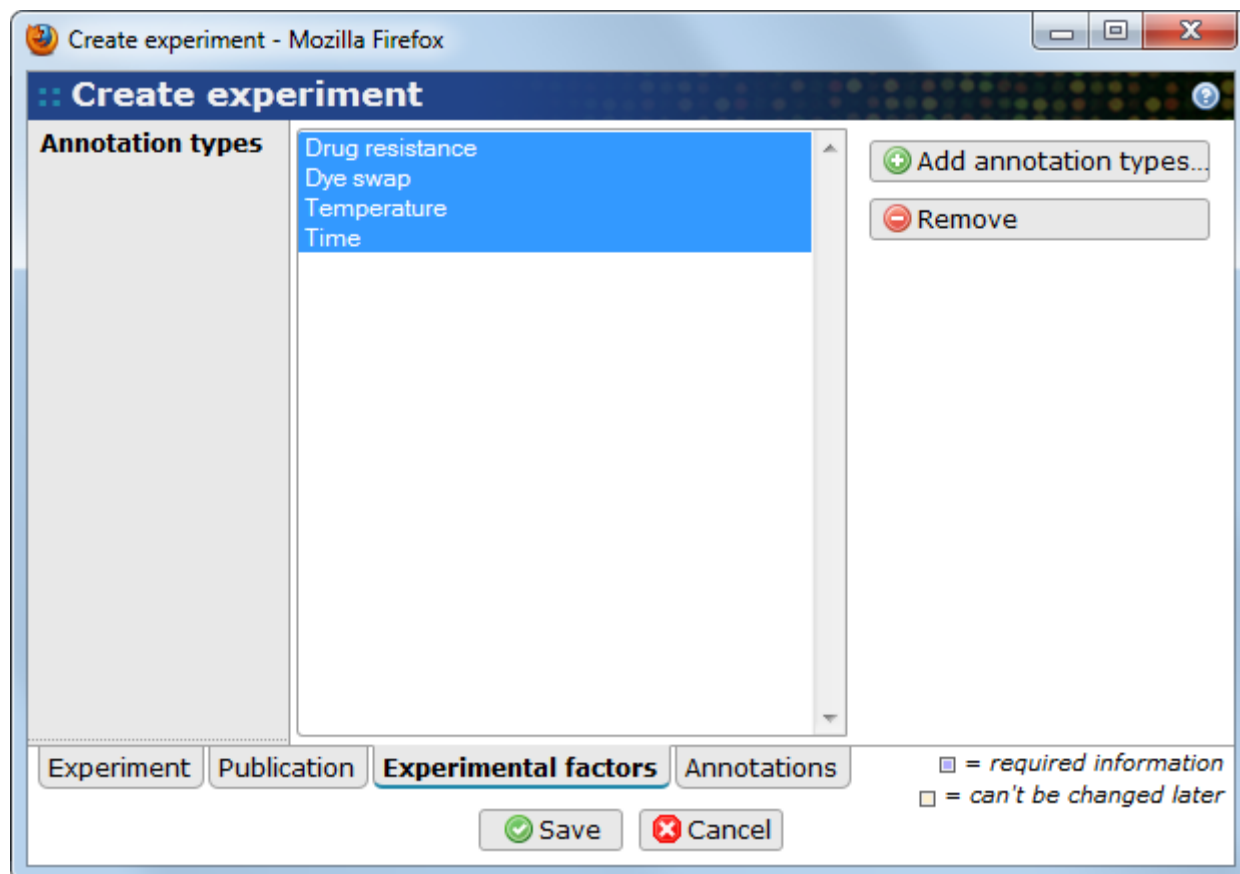 Create experiment - Mozilla Firefox
Create experiment
Annotation types
Drug resistance
Dye swap
Temperature
Time
Add annotation types...
Remove
Experiment Publication Experimental factors Annotations
= required information
= can't be changed later
Save Cancel